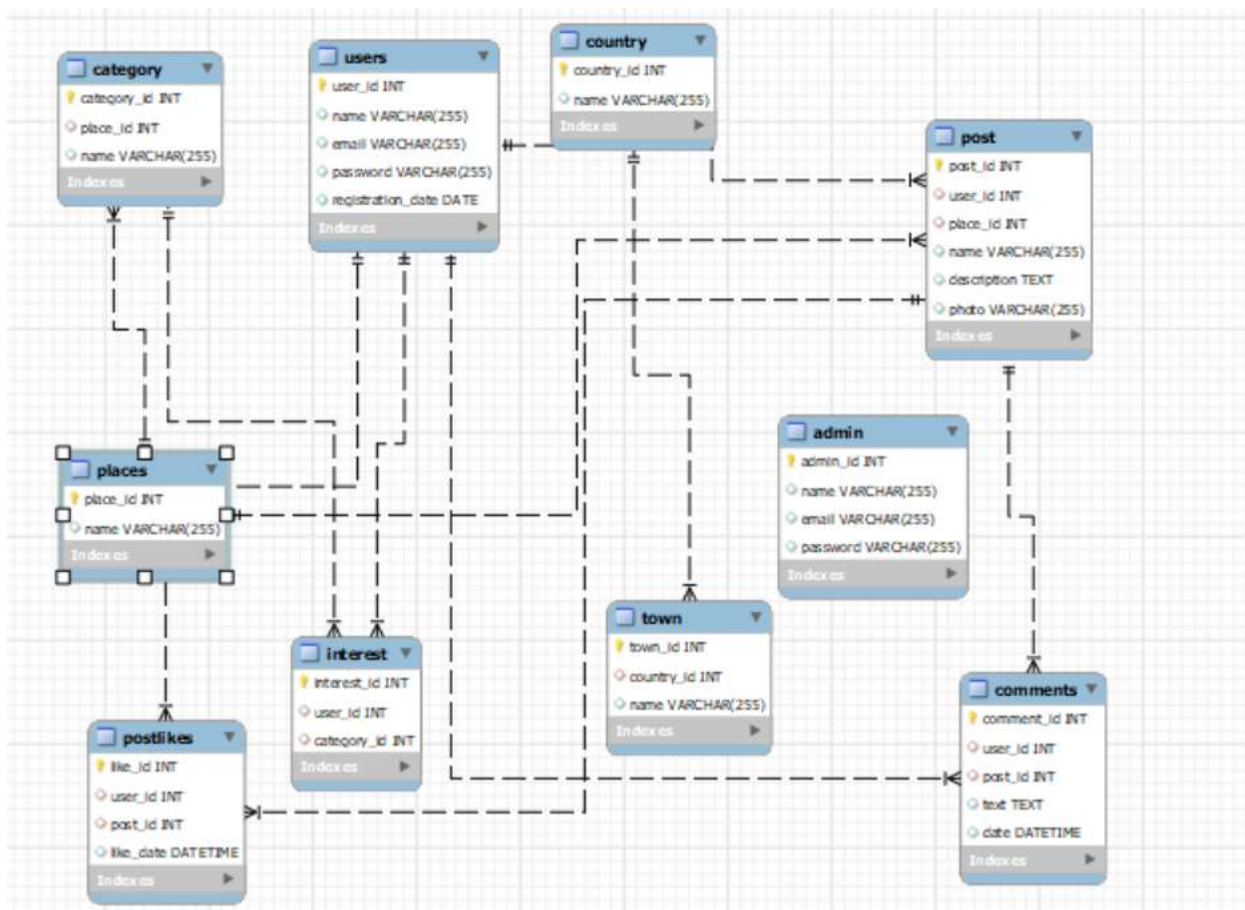 category
category_id INT
place_id INT
name VARCHAR(255)
Indexes
users
user_id INT
name VARCHAR(255)
email VARCHAR(255)
password VARCHAR(255)
registration_date DATE
Indexes
country
country_id INT
name VARCHAR(255)
Indexes
post
post_id INT
user_id INT
place_id INT
name VARCHAR(255)
description TEXT
photo VARCHAR(255)
Indexes
places
place_id INT
name VARCHAR(255)
Indexes
admin
admin_id INT
name VARCHAR(255)
email VARCHAR(255)
password VARCHAR(255)
Indexes
postlikes
like_id INT
user_id INT
post_id INT
like_date DATETIME
Indexes
interest
interest_id INT
user_id INT
category_id INT
Indexes
town
town_id INT
country_id INT
name VARCHAR(255)
Indexes
comments
comment_id INT
user_id INT
post_id INT
text TEXT
date DATETIME
Indexes